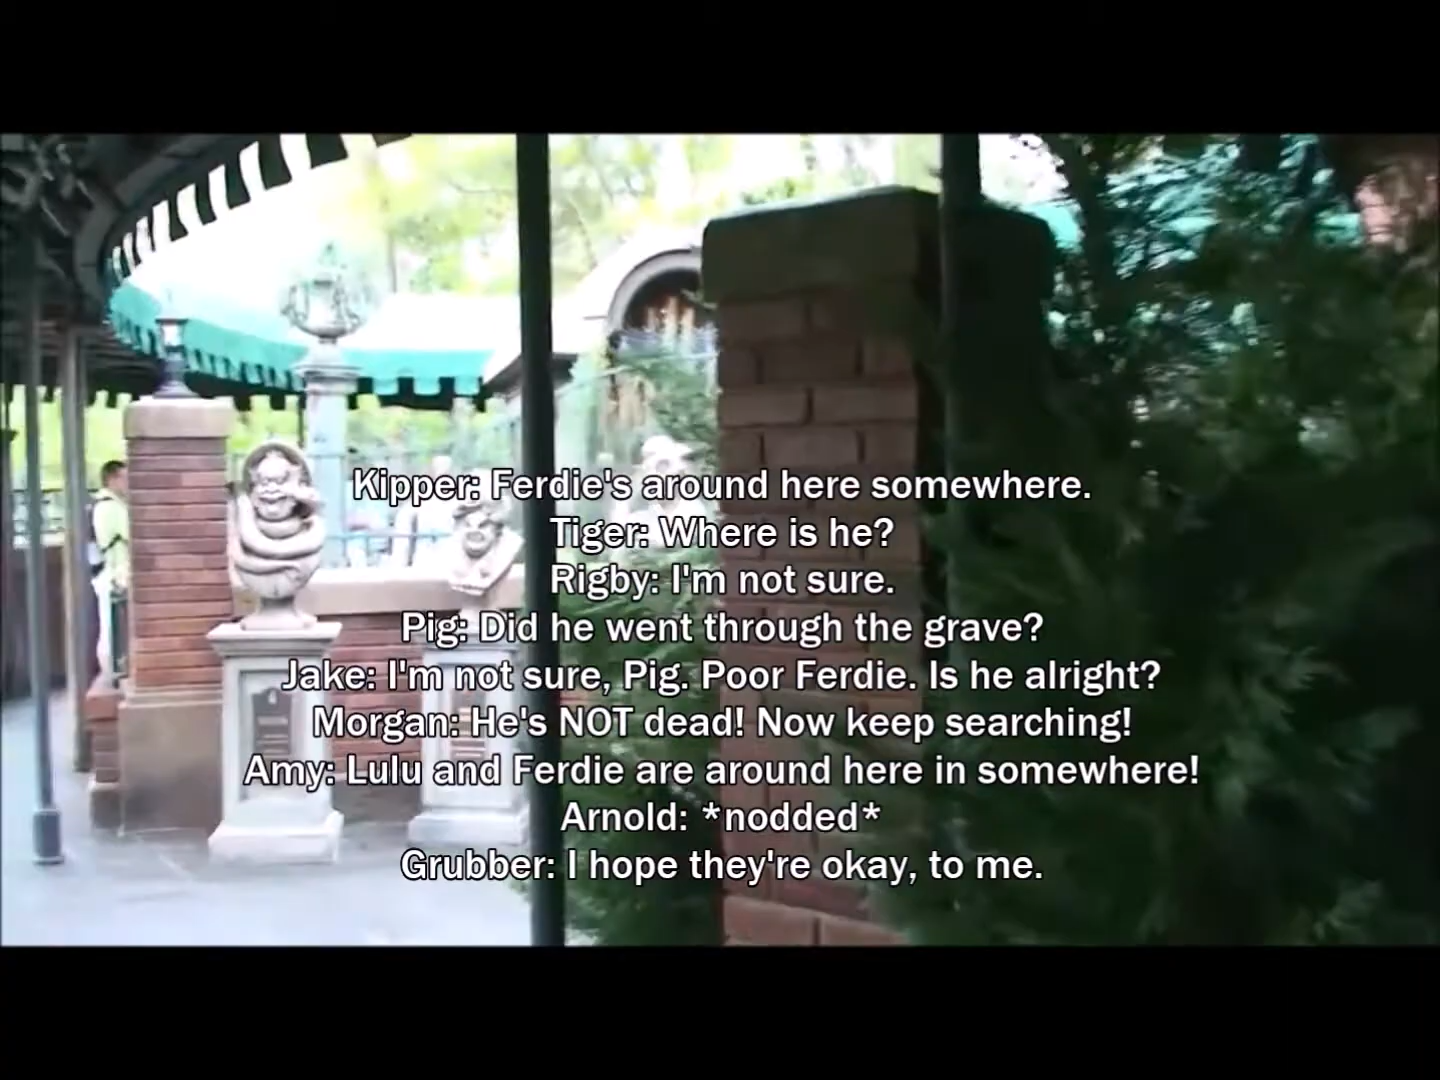 Kipper: Ferdie's around here somewhere.
Tiger: Where is he?
Rigby: I'm not sure.
Pig: Did he went through the grave?
Jake: I'm not sure, Pig. Poor Ferdie. Is he alright?
Morgan: He's NOT dead! Now keep searching!
Amy: Lulu and Ferdie are around here in somewhere!
Arnold: *nodded*
Grubber: I hope they're okay, to me.